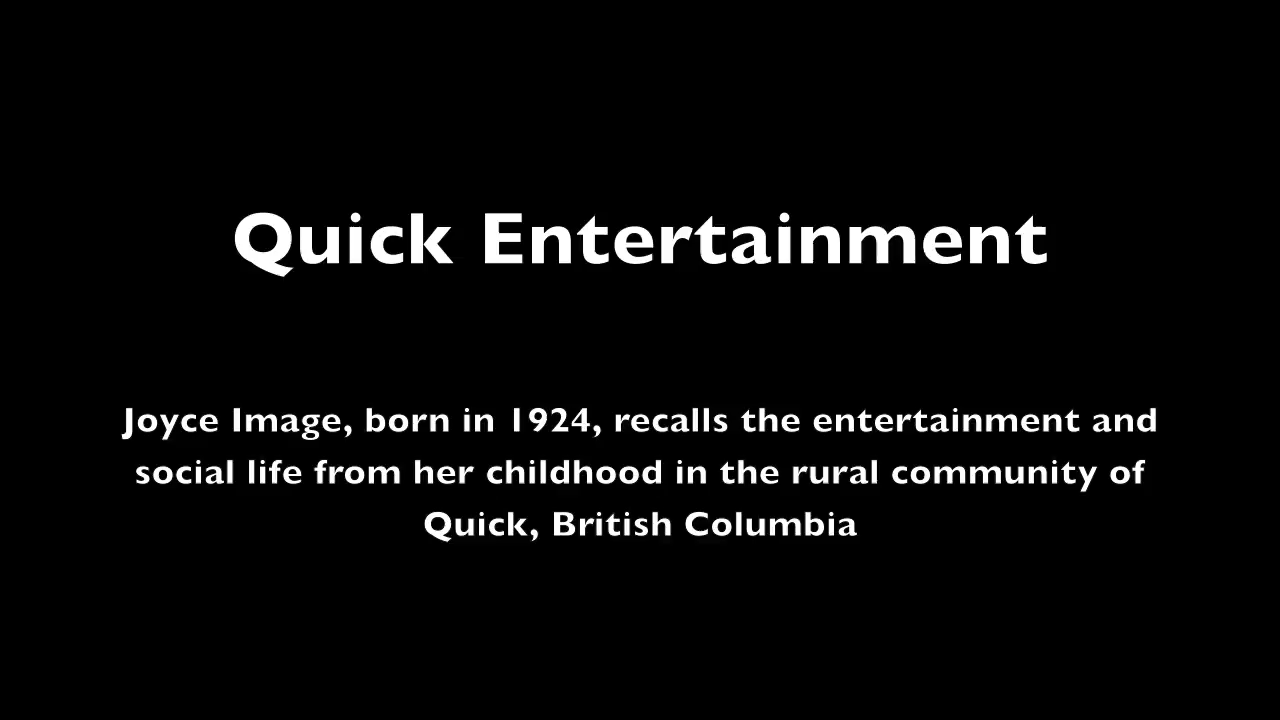 Quick Entertainment
Joyce Image, born in 1924, recalls the entertainment and
social life from her childhood in the rural community of
Quick, British Columbia